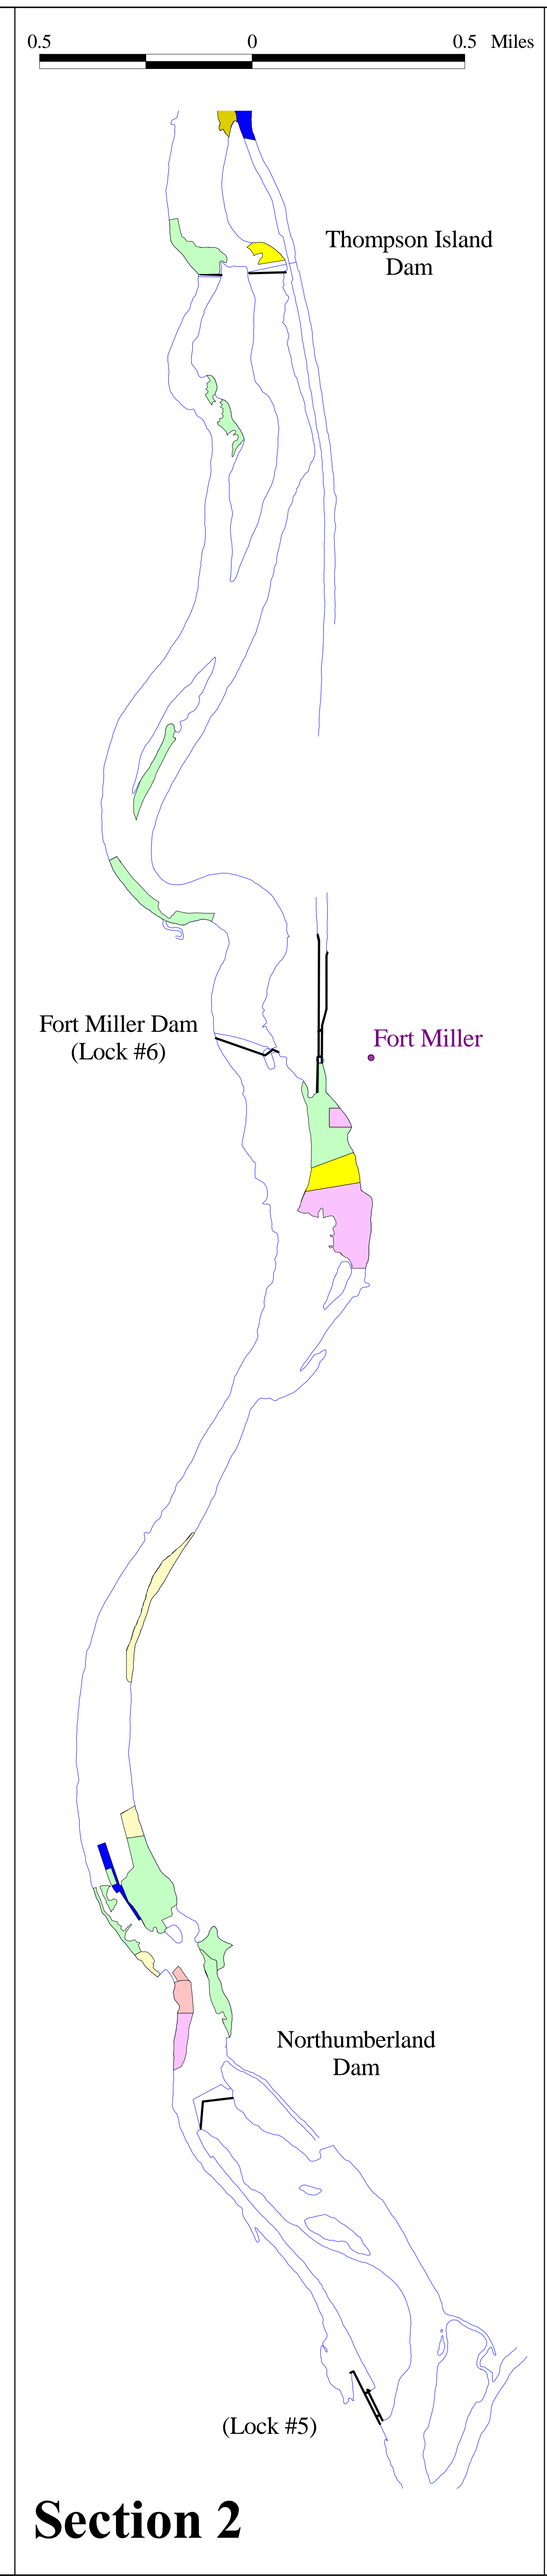 0.5 0 0.5 Miles
Thompson Island
Dam
Fort Miller Dam
(Lock #6)
Fort Miller
Northumberland
Dam
(Lock #5)
Section 2